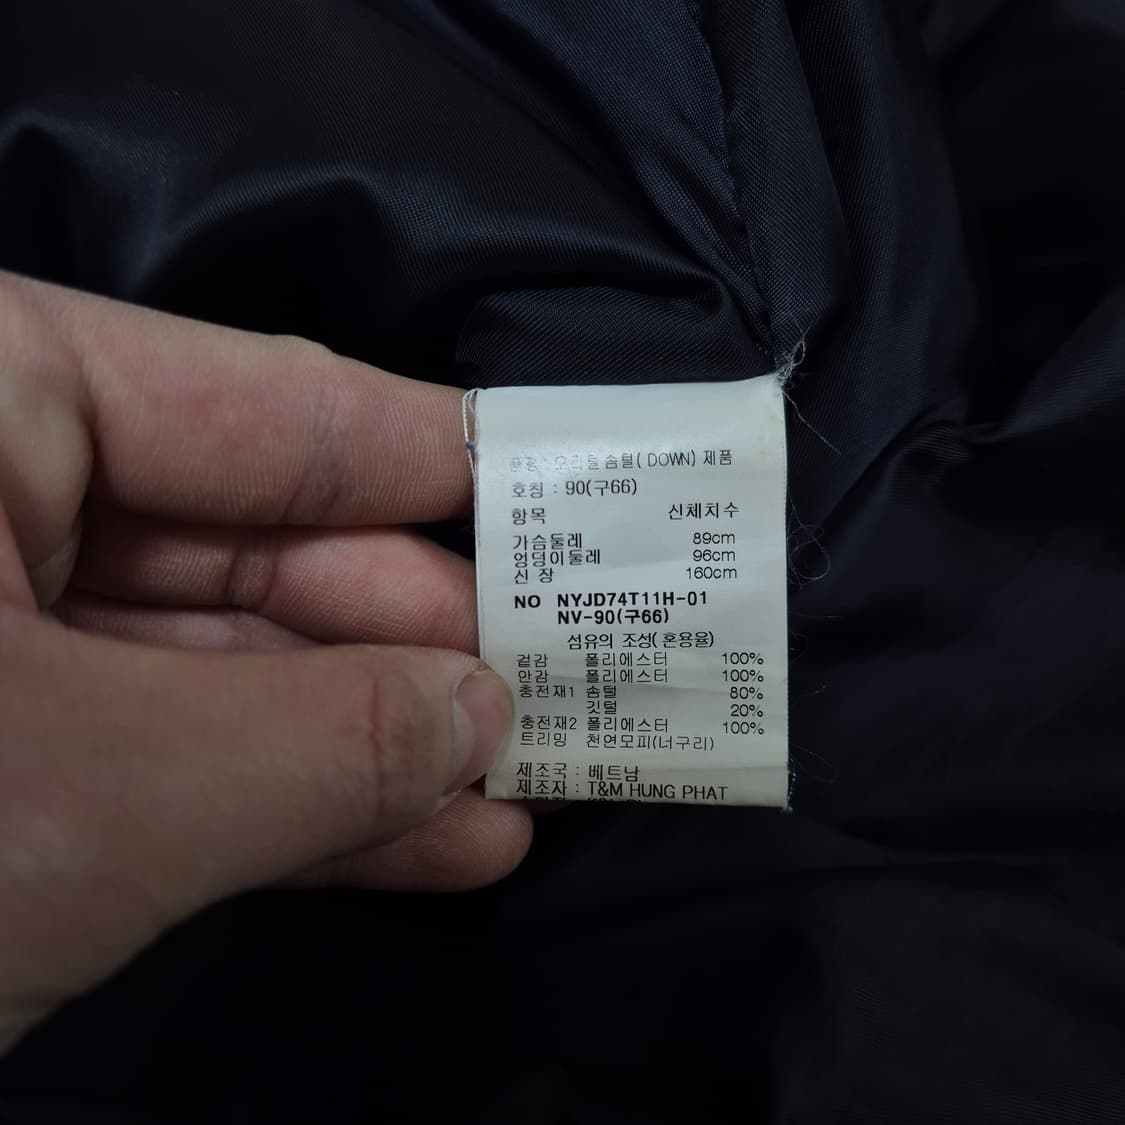 품명 : 오리털 솜털( DOWN) 제품
호칭 : 90(구66)
항목 신체치수
가슴둘레 89cm
엉덩이둘레 96cm
신 장 160cm
NO NYJD74T11H-01
NV-90(구66)
섬유의 조성(혼용율)
겉감 폴리에스터 100%
안감 폴리에스터 100%
충전재1 솜털 80%
깃털 20%
충전재2 폴리에스터 100%
트리밍 천연모피(너구리)
제조국 : 베트남
제조자 : T&M HUNG PHAT